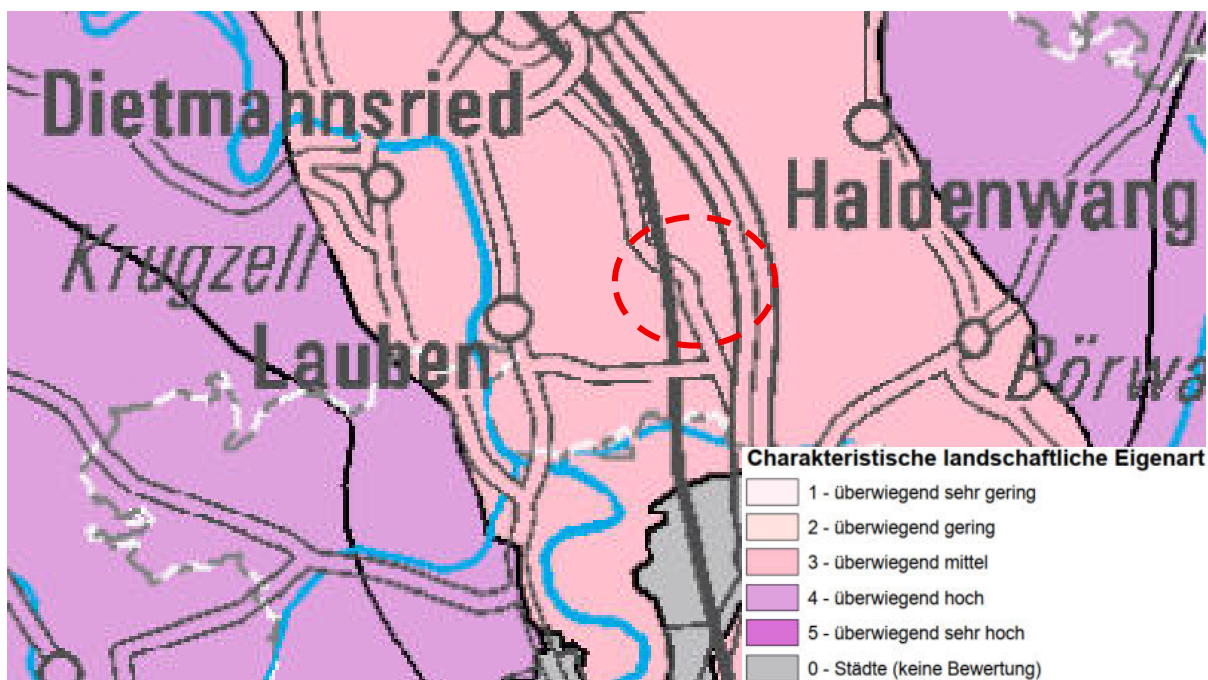 Dietmannsried
Haldenwang
Krugzell
Lauben
Börwa
Charakteristische landschaftliche Eigenart
1 - überwiegend sehr gering
2 - überwiegend gering
3 - überwiegend mittel
4 - überwiegend hoch
5 - überwiegend sehr hoch
0 - Städte (keine Bewertung)